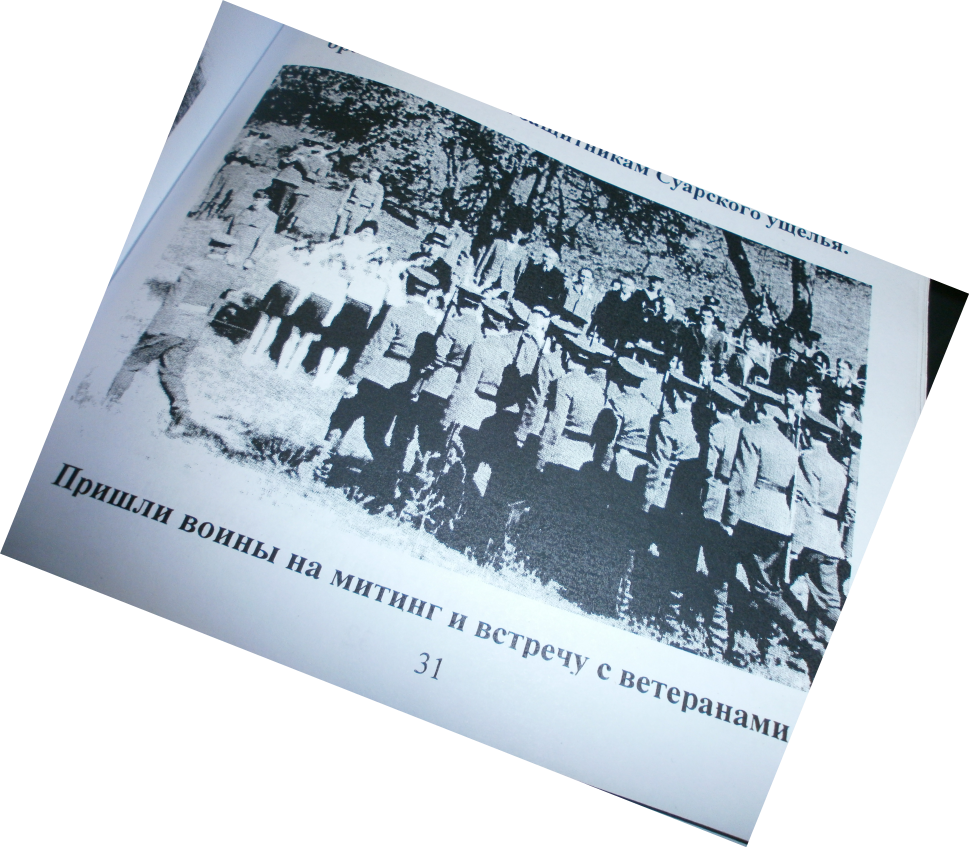 защитникам Суарского ущелья.
Пришли воины на митинг и встречу с ветеранами
31